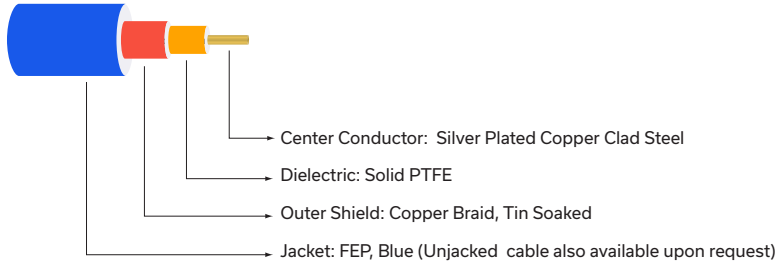 Center Conductor:  Silver Plated Copper Clad Steel
Dielectric: Solid PTFE
Outer Shield: Copper Braid, Tin Soaked
Jacket: FEP, Blue (Unjacked  cable also available upon request)